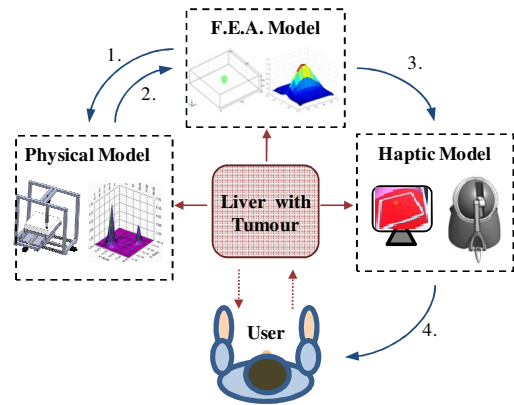 F.E.A. Model
1.
2.
3.
Physical Model
Haptic Model
Liver with
Tumour
User
4.